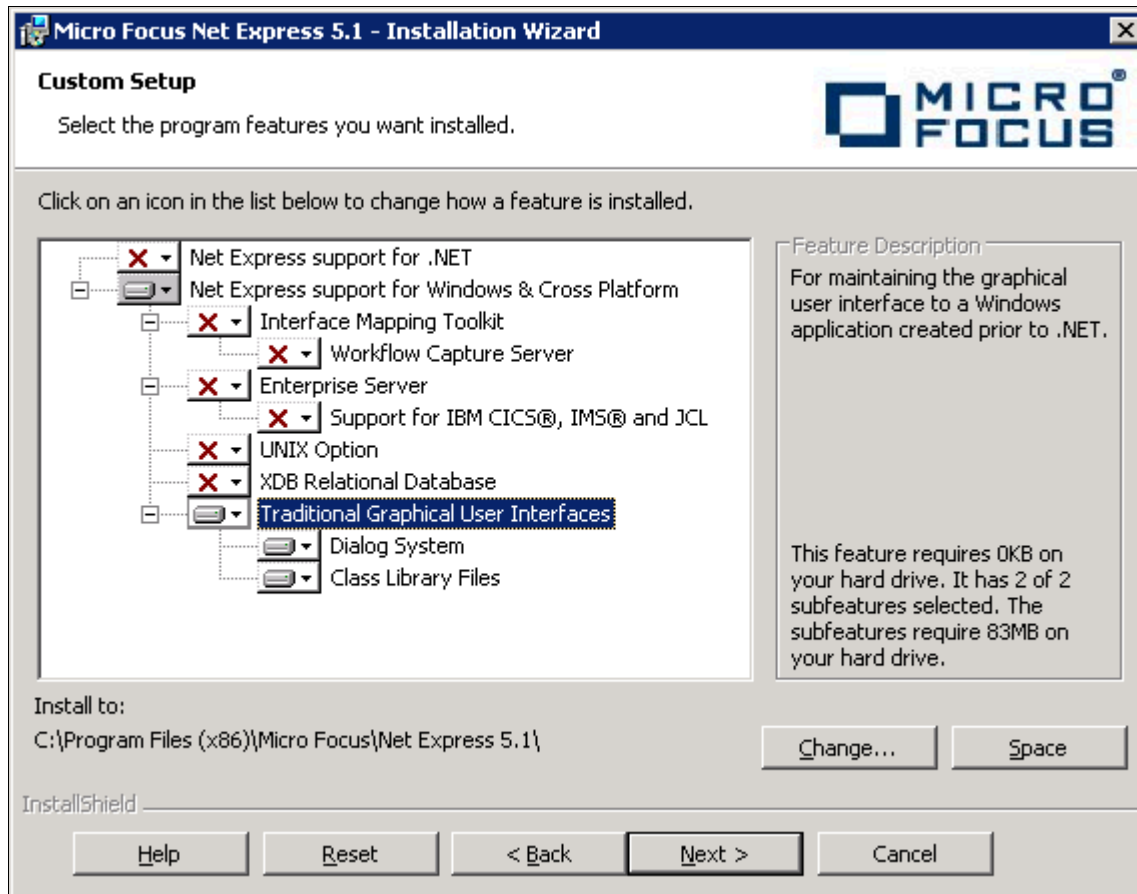 Micro Focus Net Express 5.1 - Installation Wizard
Custom Setup
Select the program features you want installed.
MICRO
FOCUS
®
Click on an icon in the list below to change how a feature is installed.
Net Express support for .NET
Net Express support for Windows & Cross Platform
Interface Mapping Toolkit
Workflow Capture Server
Enterprise Server
Support for IBM CICS®, IMS® and JCL
UNIX Option
XDB Relational Database
Traditional Graphical User Interfaces
Dialog System
Class Library Files
Feature Description
For maintaining the graphical
user interface to a Windows
application created prior to .NET.
This feature requires 0KB on
your hard drive. It has 2 of 2
subfeatures selected. The
subfeatures require 83MB on
your hard drive.
Install to:
C:\Program Files (x86)\Micro Focus\Net Express 5.1\
Change...
Space
InstallShield
Help
Reset
< Back
Next >
Cancel